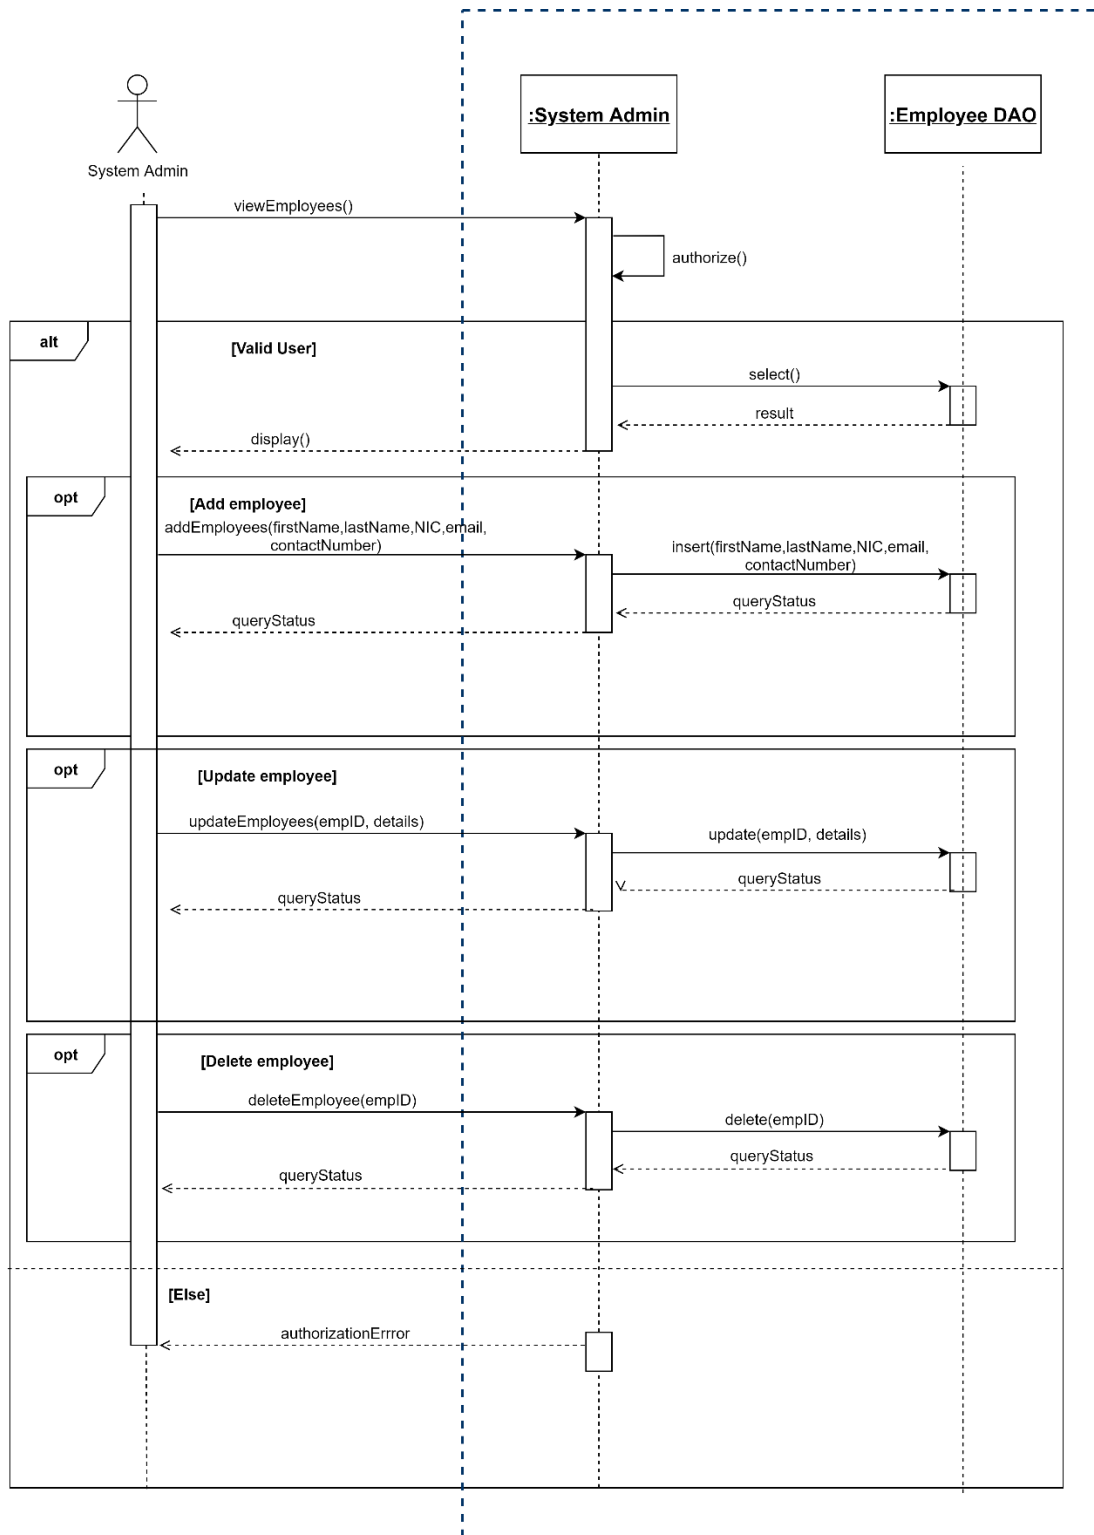 :System Admin
:Employee DAO
System Admin
viewEmployees()
authorize()
alt
[Valid User]
select()
result
display()
opt
[Add employee]
addEmployees(firstName,lastName,NIC,email,
contactNumber)
insert(firstName,lastName,NIC,email,
contactNumber)
queryStatus
queryStatus
opt
[Update employee]
updateEmployees(empID, details)
update(empID, details)
queryStatus
queryStatus
opt
[Delete employee]
deleteEmployee(empID)
delete(empID)
queryStatus
queryStatus
[Else]
authorizationErrror